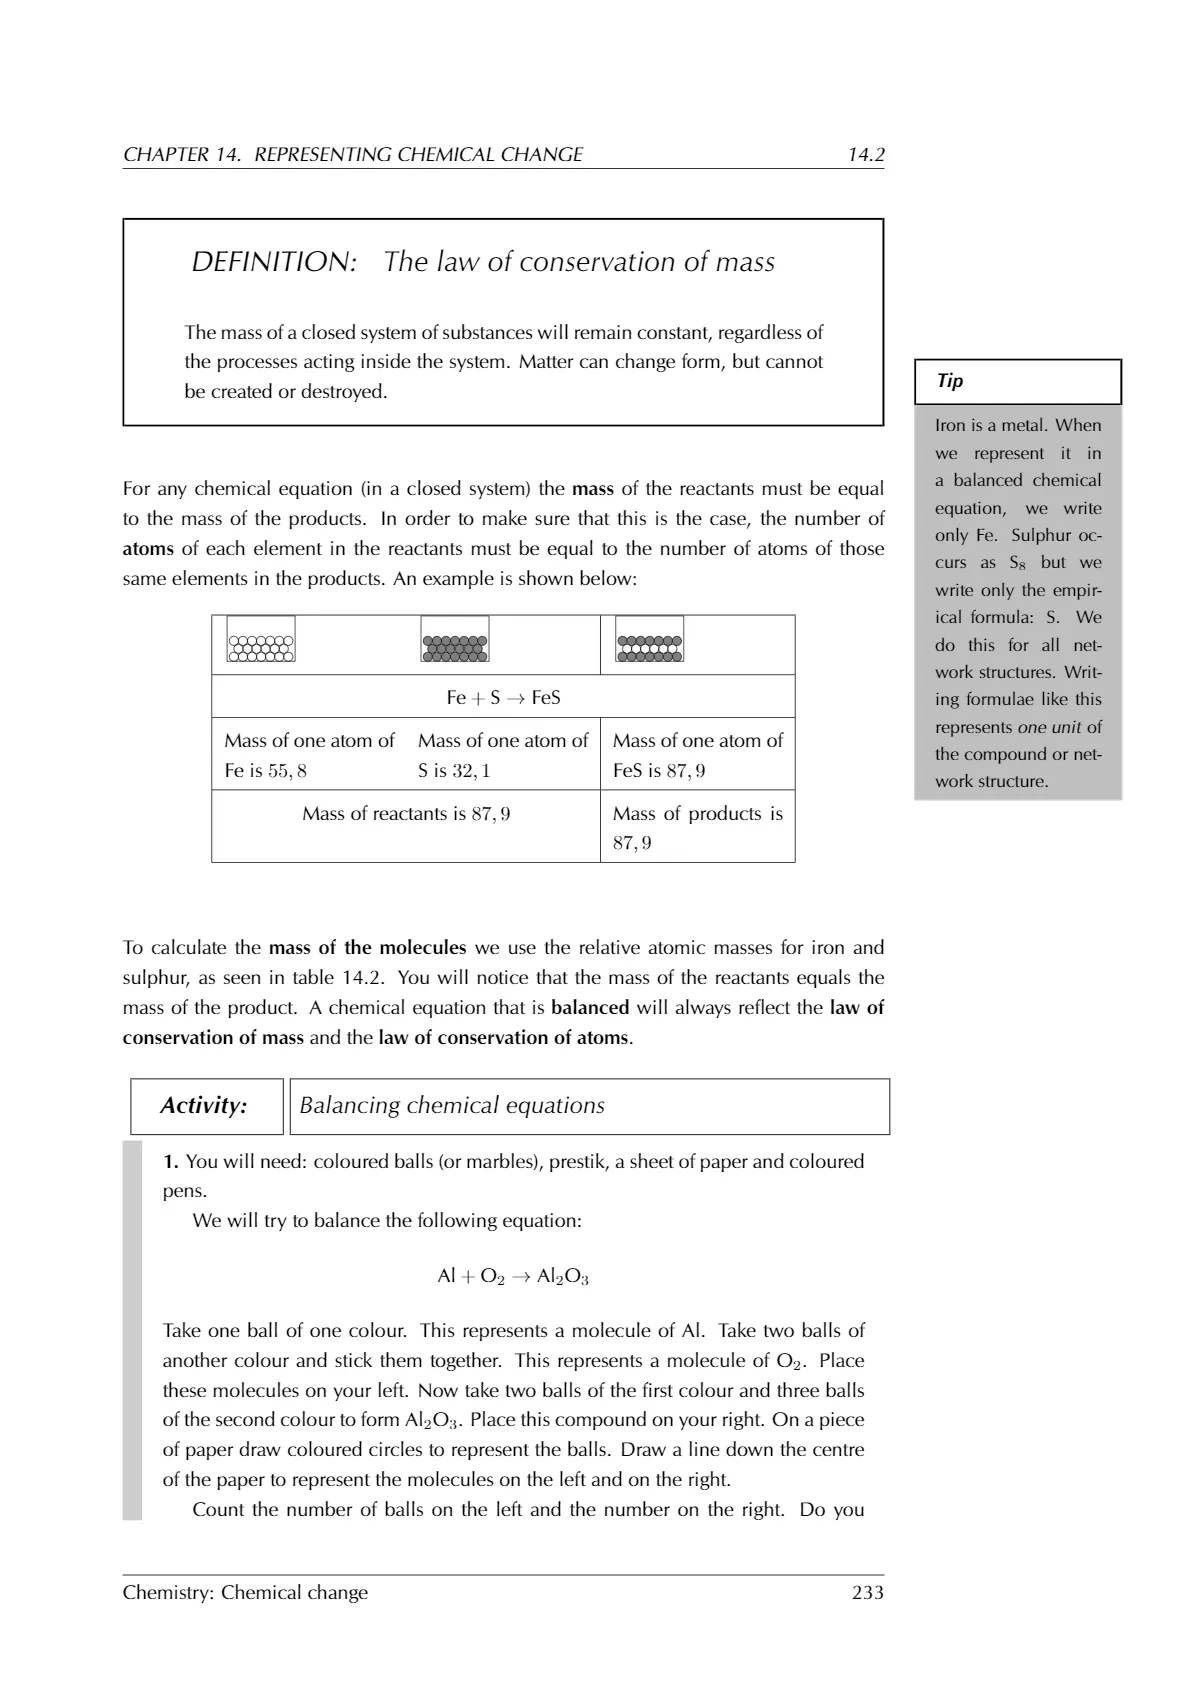 CHAPTER 14. REPRESENTING CHEMICAL CHANGE 14.2
DEFINITION: The law of conservation of mass
The mass of a closed system of substances will remain constant, regardless of
the processes acting inside the system. Matter can change form, but cannot
be created or destroyed.
Tip
Iron is a metal. When
we represent it in
a balanced chemical
equation, we write
only Fe. Sulphur oc-
curs as S₈ but we
write only the empir-
ical formula: S. We
do this for all net-
work structures. Writ-
ing formulae like this
represents one unit of
the compound or net-
work structure.
For any chemical equation (in a closed system) the mass of the reactants must be equal
to the mass of the products. In order to make sure that this is the case, the number of
atoms of each element in the reactants must be equal to the number of atoms of those
same elements in the products. An example is shown below:
Fe + S → FeS
Mass of one atom of Mass of one atom of Mass of one atom of
Fe is 55, 8 S is 32, 1 FeS is 87, 9
Mass of reactants is 87, 9 Mass of products is
87, 9
To calculate the mass of the molecules we use the relative atomic masses for iron and
sulphur, as seen in table 14.2. You will notice that the mass of the reactants equals the
mass of the product. A chemical equation that is balanced will always reflect the law of
conservation of mass and the law of conservation of atoms.
Activity: Balancing chemical equations
1. You will need: coloured balls (or marbles), prestik, a sheet of paper and coloured
pens.
We will try to balance the following equation:
Al + O₂ → Al₂O₃
Take one ball of one colour. This represents a molecule of Al. Take two balls of
another colour and stick them together. This represents a molecule of O₂. Place
these molecules on your left. Now take two balls of the first colour and three balls
of the second colour to form Al₂O₃. Place this compound on your right. On a piece
of paper draw coloured circles to represent the balls. Draw a line down the centre
of the paper to represent the molecules on the left and on the right.
Count the number of balls on the left and the number on the right. Do you
Chemistry: Chemical change 233